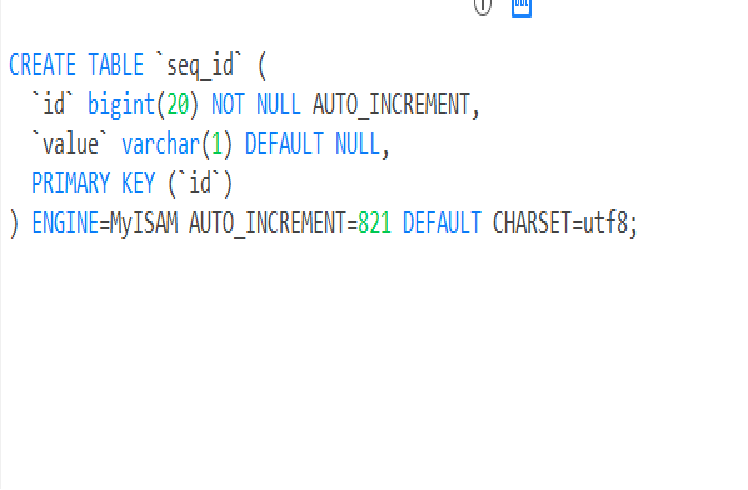 CREATE TABLE `seq_id` (
  `id` bigint(20) NOT NULL AUTO_INCREMENT,
  `value` varchar(1) DEFAULT NULL,
  PRIMARY KEY (`id`)
) ENGINE=MyISAM AUTO_INCREMENT=821 DEFAULT CHARSET=utf8;